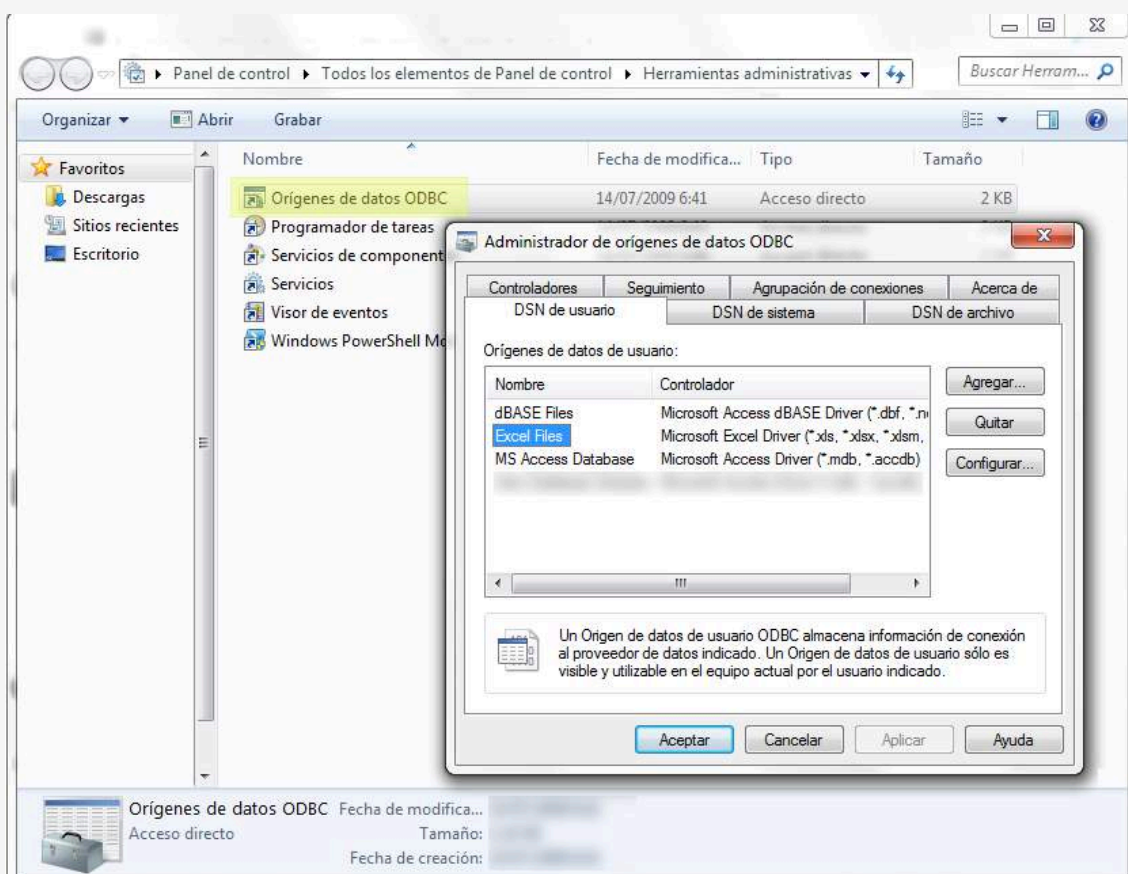 Panel de control ▸ Todos los elementos de Panel de control ▸ Herramientas administrativas
Buscar Herram...
Organizar Abrir Grabar
Favoritos
Descargas
Sitios recientes
Escritorio
Nombre Fecha de modifica... Tipo Tamaño
Orígenes de datos ODBC 14/07/2009 6:41 Acceso directo 2 KB
Programador de tareas
Servicios de component
Servicios
Visor de eventos
Windows PowerShell Mo
Administrador de orígenes de datos ODBC
Controladores Seguimiento Agrupación de conexiones Acerca de
DSN de usuario DSN de sistema DSN de archivo
Orígenes de datos de usuario:
Nombre Controlador
dBASE Files Microsoft Access dBASE Driver (*.dbf, *.n
Excel Files Microsoft Excel Driver (*.xls, *.xlsx, *.xlsm,
MS Access Database Microsoft Access Driver (*.mdb, *.accdb)
Agregar...
Quitar
Configurar...
Un Origen de datos de usuario ODBC almacena información de conexión
al proveedor de datos indicado. Un Origen de datos de usuario sólo es
visible y utilizable en el equipo actual por el usuario indicado.
Aceptar Cancelar Aplicar Ayuda
Orígenes de datos ODBC Fecha de modifica...
Acceso directo Tamaño:
Fecha de creación: